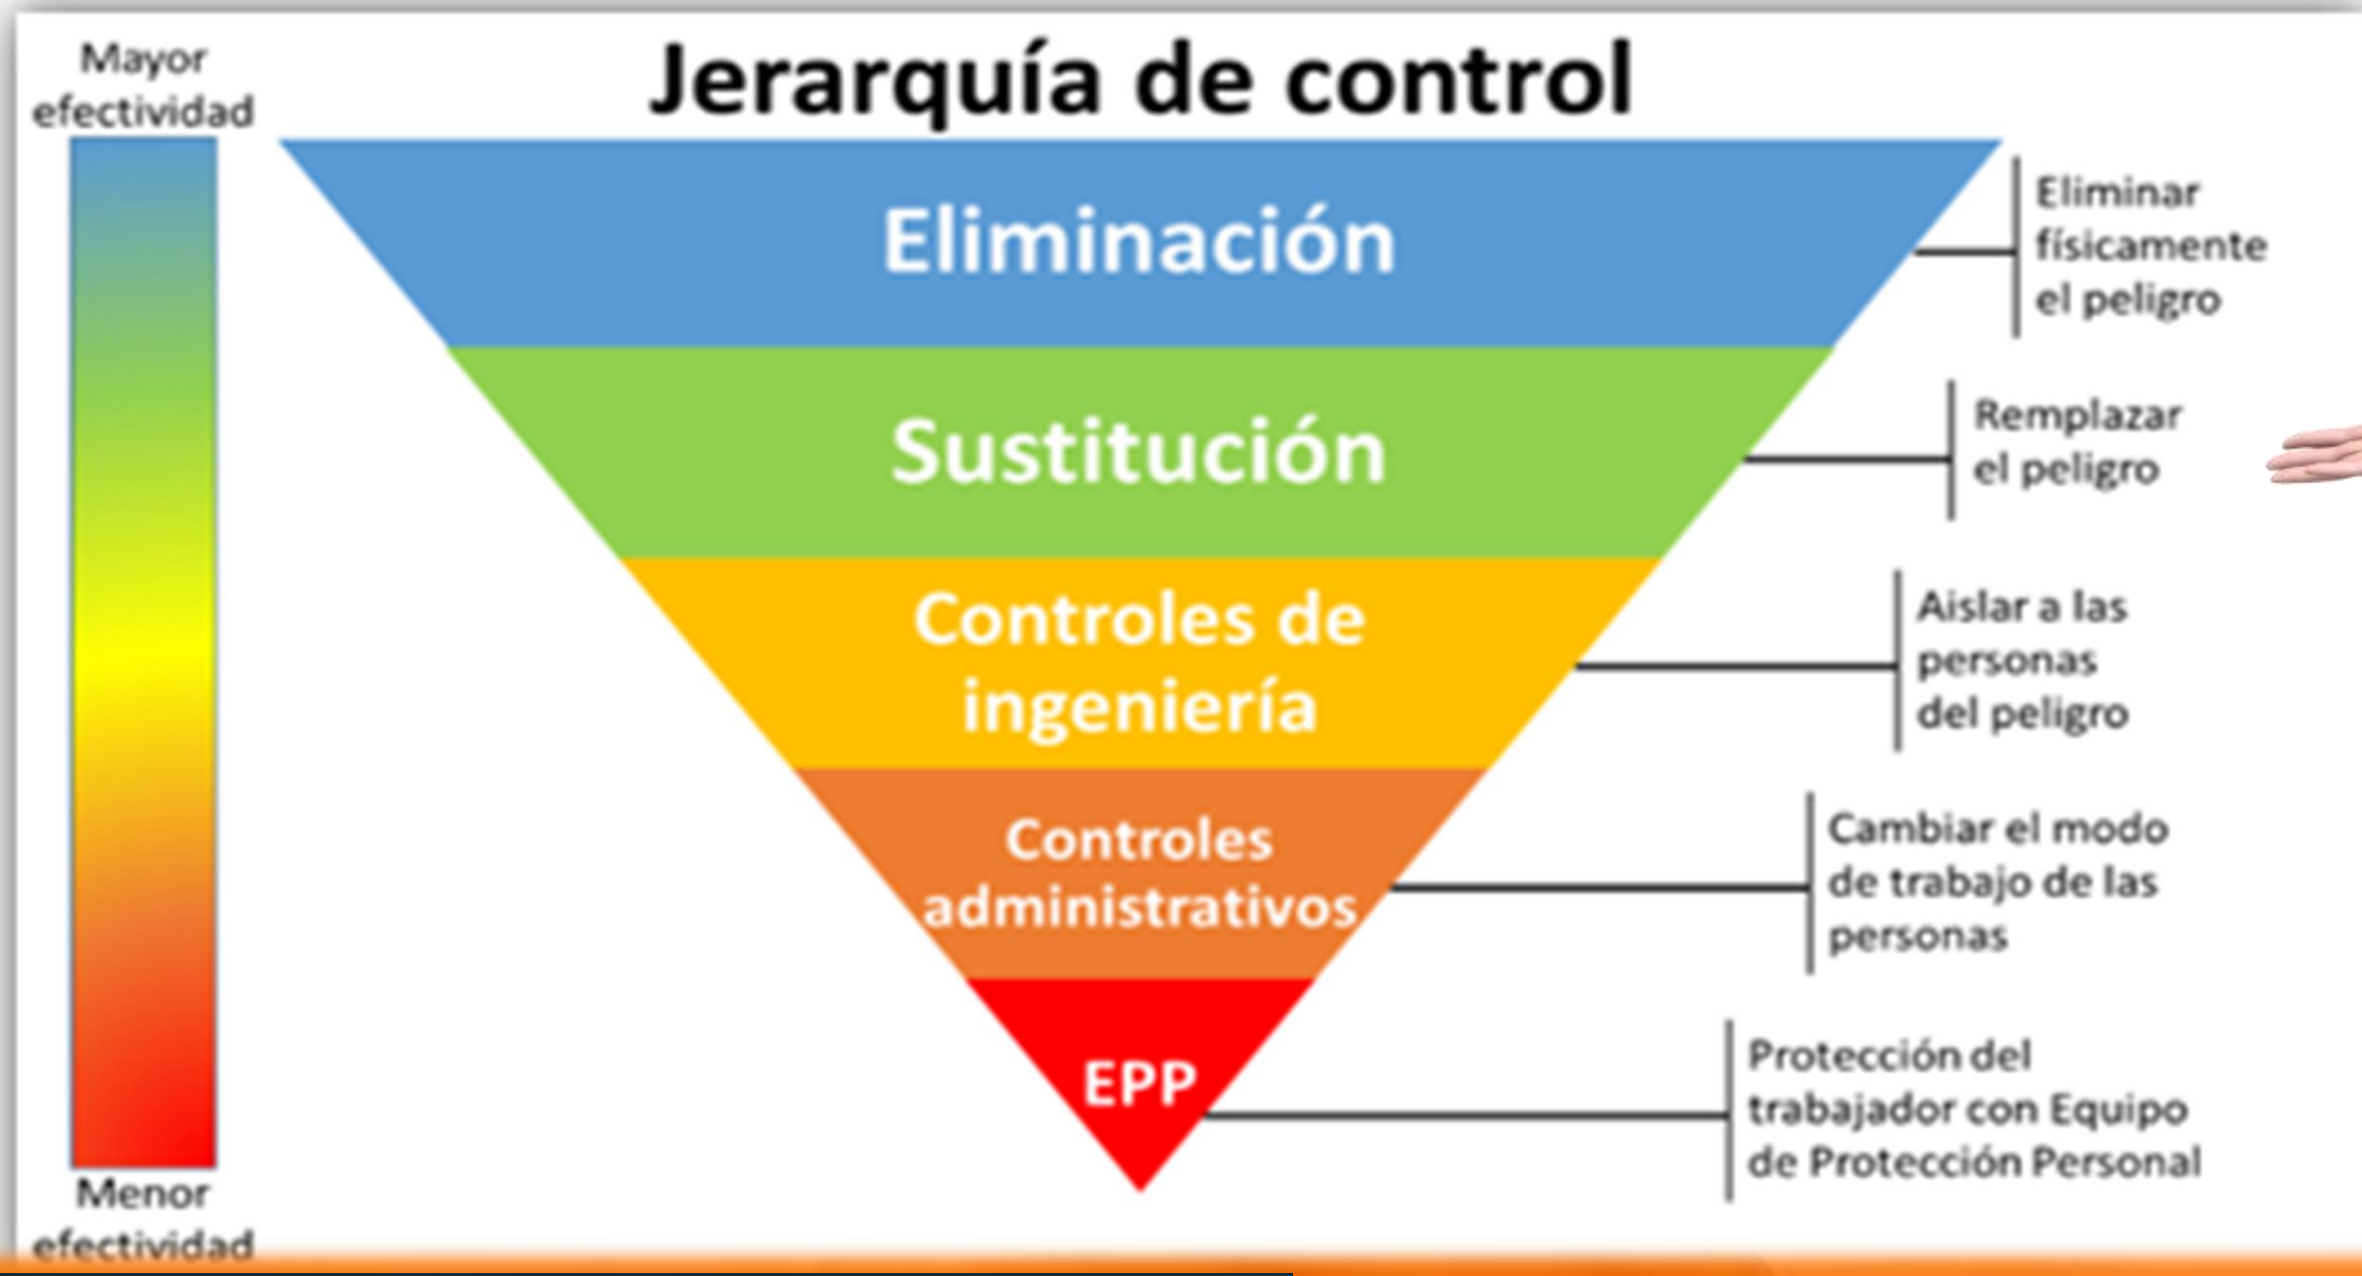 Jerarquía de control
Mayor
efectividad
Eliminación
Eliminar
físicamente
el peligro
Sustitución
Remplazar
el peligro
Controles de
ingeniería
Aislar a las
personas
del peligro
Controles
administrativos
Cambiar el modo
de trabajo de las
personas
EPP
Protección del
trabajador con Equipo
de Protección Personal
Menor
efectividad